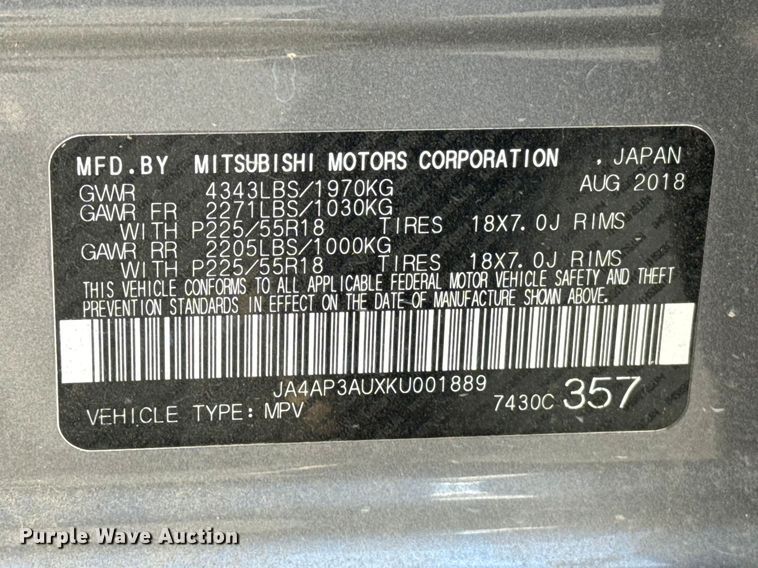 MFD.BY MITSUBISHI MOTORS CORPORATION , JAPAN
GVWR 4343LBS/1970KG AUG 2018
GAWR FR 2271LBS/1030KG
WITH P225/55R18 TIRES 18X7.0J RIMS
GAWR RR 2205LBS/1000KG
WITH P225/55R18 TIRES 18X7.0J RIMS
THIS VEHICLE CONFORMS TO ALL APPLICABLE FEDERAL MOTOR VEHICLE SAFETY AND THEFT
PREVENTION STANDARDS IN EFFECT ON THE DATE OF MANUFACTURE SHOWN ABOVE.
JA4AP3AUXKU001889
VEHICLE TYPE: MPV 7430C 357
Purple Wave Auction